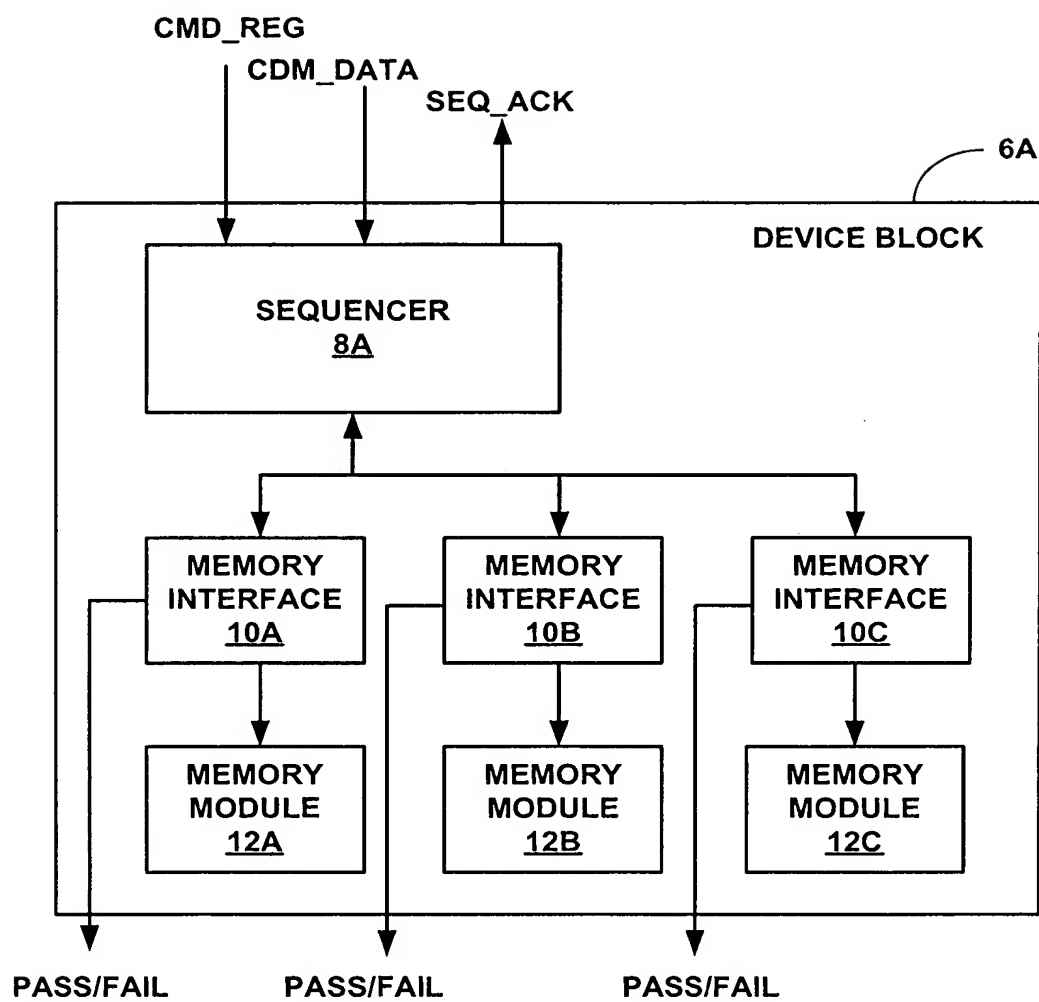 CMD_REG
CDM_DATA
SEQ_ACK
6A
DEVICE BLOCK
SEQUENCER
8A
MEMORY
INTERFACE
10A
MEMORY
INTERFACE
10B
MEMORY
INTERFACE
10C
MEMORY
MODULE
12A
MEMORY
MODULE
12B
MEMORY
MODULE
12C
PASS/FAIL
PASS/FAIL
PASS/FAIL